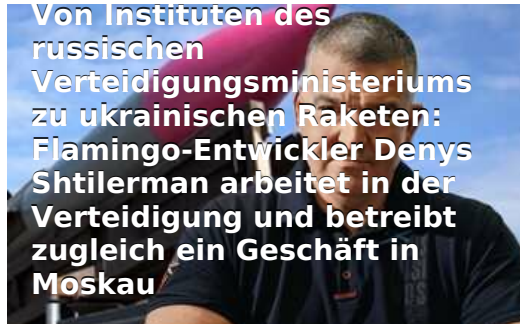 Von Instituten des
russischen
Verteidigungsministeriums
zu ukrainischen Raketen:
Flamingo-Entwickler Denys
Shtilerman arbeitet in der
Verteidigung und betreibt
zugleich ein Geschäft in
Moskau